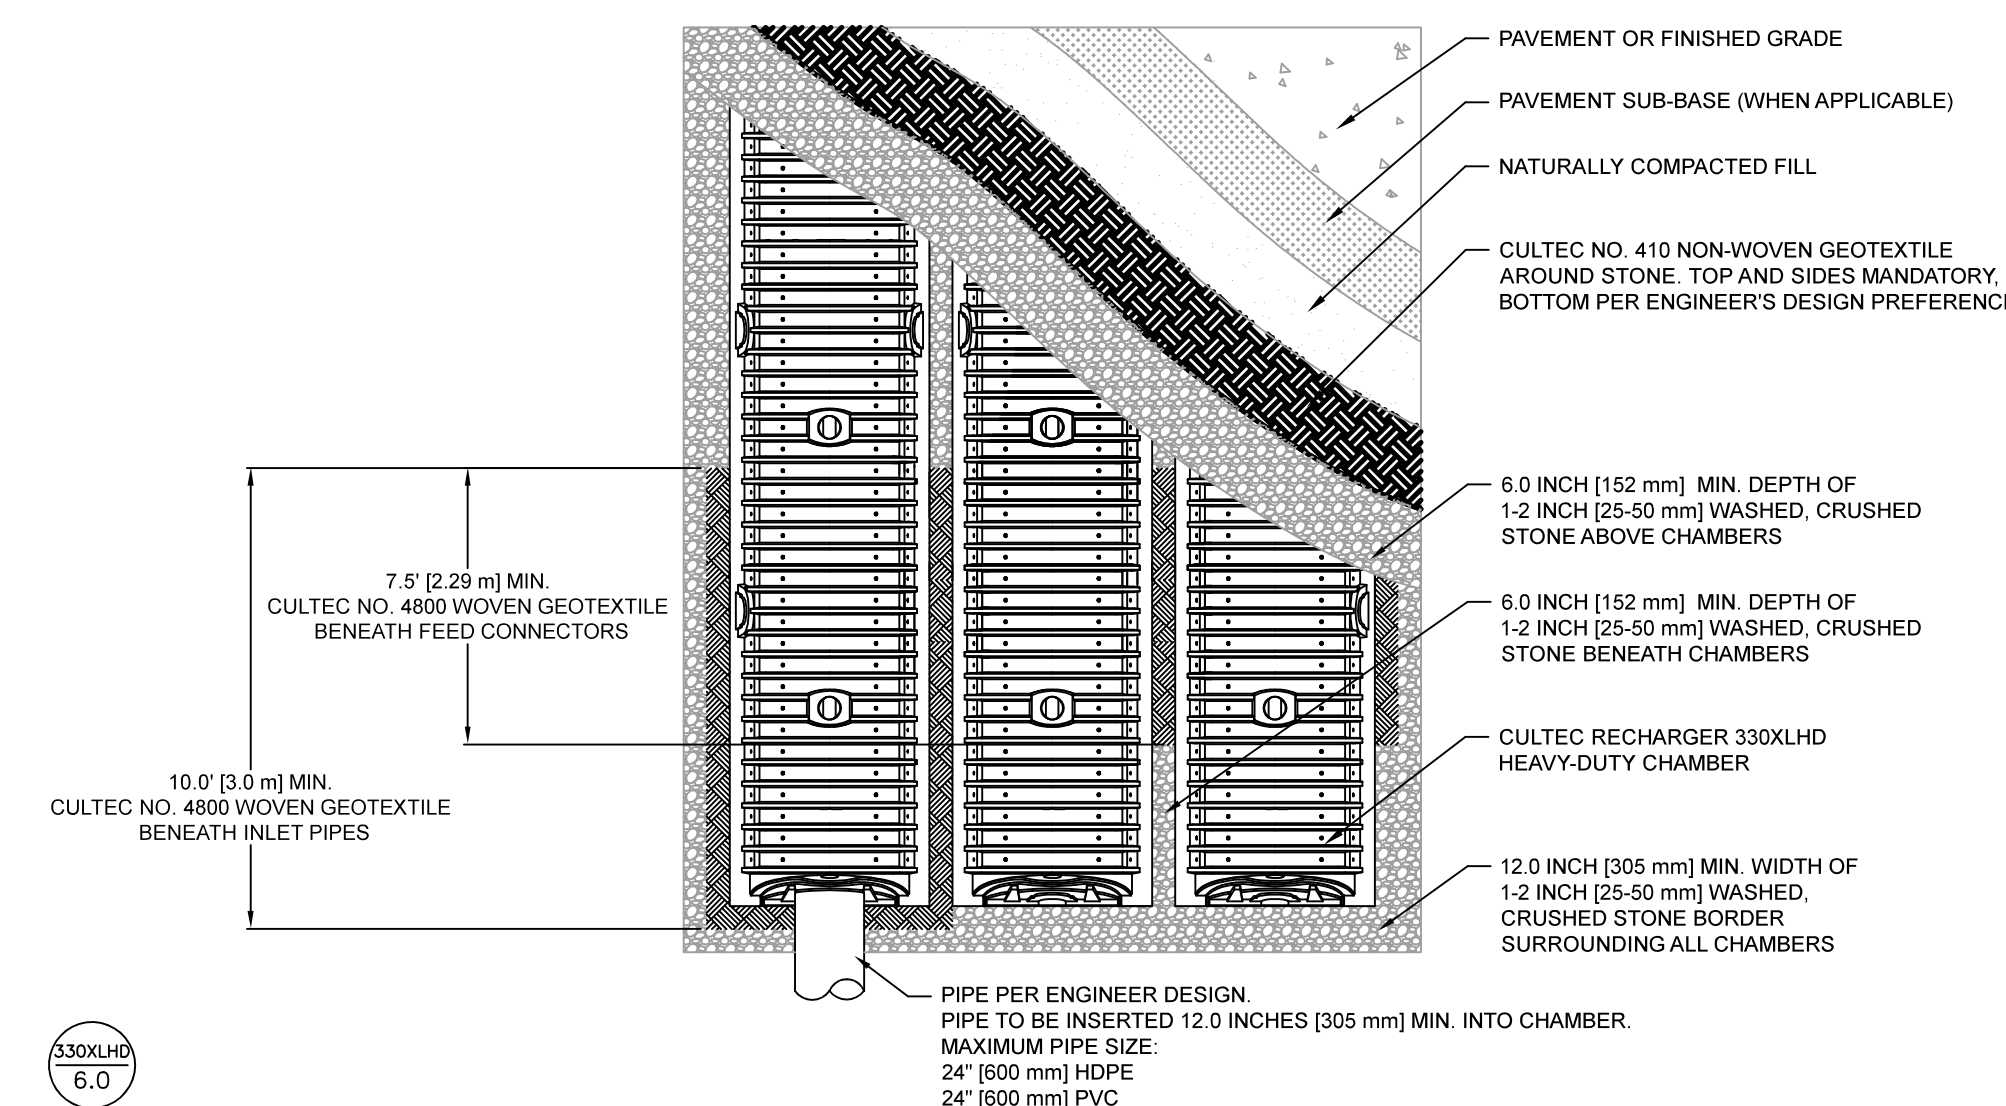 PAVEMENT OR FINISHED GRADE
PAVEMENT SUB-BASE (WHEN APPLICABLE)
NATURALLY COMPACTED FILL
CULTEC NO. 410 NON-WOVEN GEOTEXTILE
AROUND STONE. TOP AND SIDES MANDATORY,
BOTTOM PER ENGINEER'S DESIGN
6.0 INCH [152 mm] MIN. DEPTH OF
1-2 INCH [25-50 mm] WASHED, CRUSHED
STONE ABOVE CHAMBERS
7.5' [2.29 m] MIN.
CULTEC NO. 4800 WOVEN GEOTEXTILE
BENEATH FEED CONNECTORS
6.0 INCH [152 mm] MIN. DEPTH OF
1-2 INCH [25-50 mm] WASHED, CRUSHED
STONE BENEATH CHAMBERS
CULTEC RECHARGER 330XLHD
HEAVY-DUTY CHAMBER
10.0' [3.0 m] MIN.
CULTEC NO. 4800 WOVEN GEOTEXTILE
BENEATH INLET PIPES
12.0 INCH [305 mm] MIN. WIDTH OF
1-2 INCH [25-50 mm] WASHED,
CRUSHED STONE BORDER
SURROUNDING ALL CHAMBERS
PIPE PER ENGINEER DESIGN.
PIPE TO BE INSERTED 12.0 INCHES [305 mm] MIN. INTO CHAMBER.
MAXIMUM PIPE SIZE:
24" [600 mm] HDPE
24" [600 mm] PVC
330XLHD
6.0